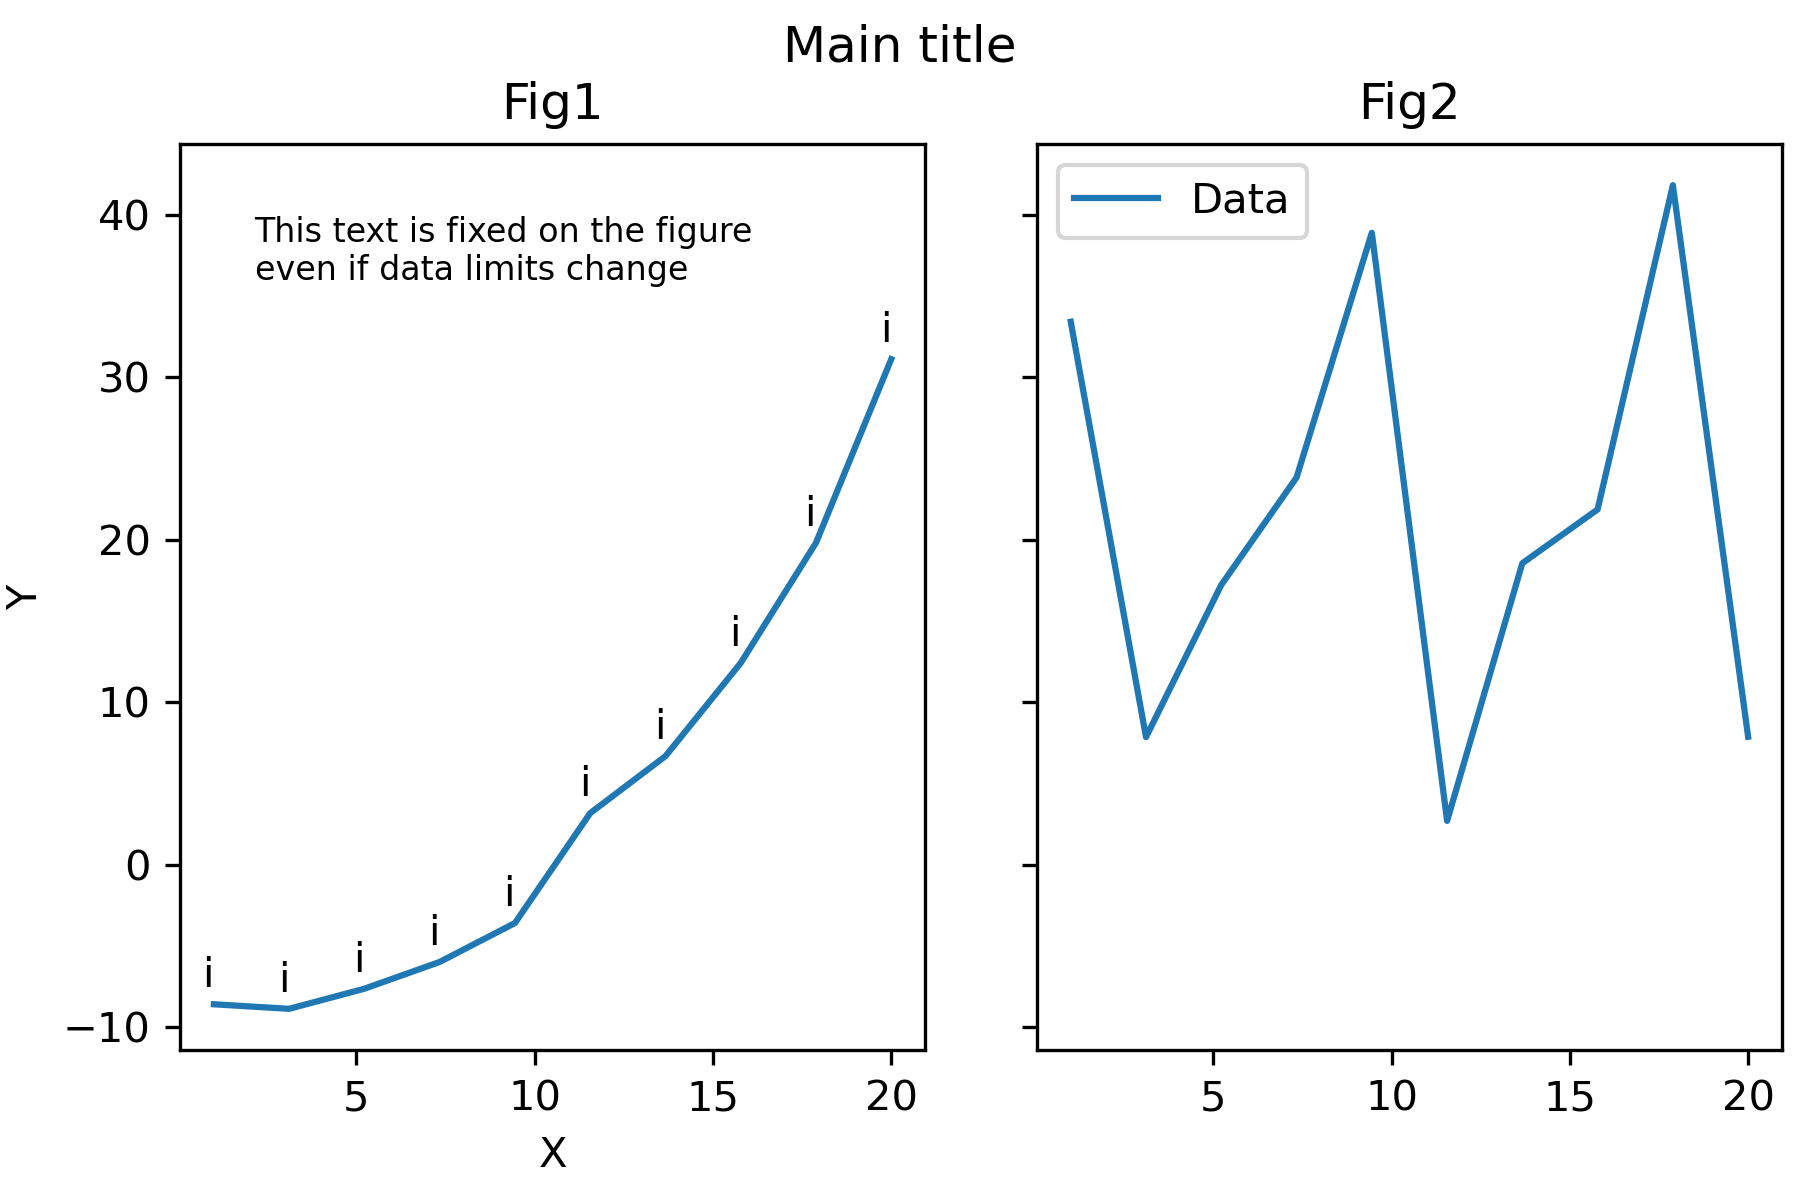 Main title
Fig1
Fig2
This text is fixed on the figure
even if data limits change
Data
40
30
20
10
0
−10
Y
i
i
i
i
i
i
i
i
i
i
5
10
15
20
X
5
10
15
20